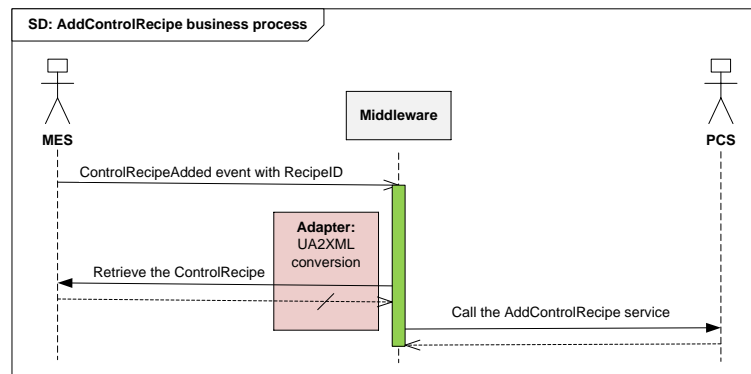 SD: AddControlRecipe business process
Middleware
MES
PCS
ControlRecipeAdded event with RecipeID
Adapter:
UA2XML
conversion
Retrieve the ControlRecipe
Call the AddControlRecipe service